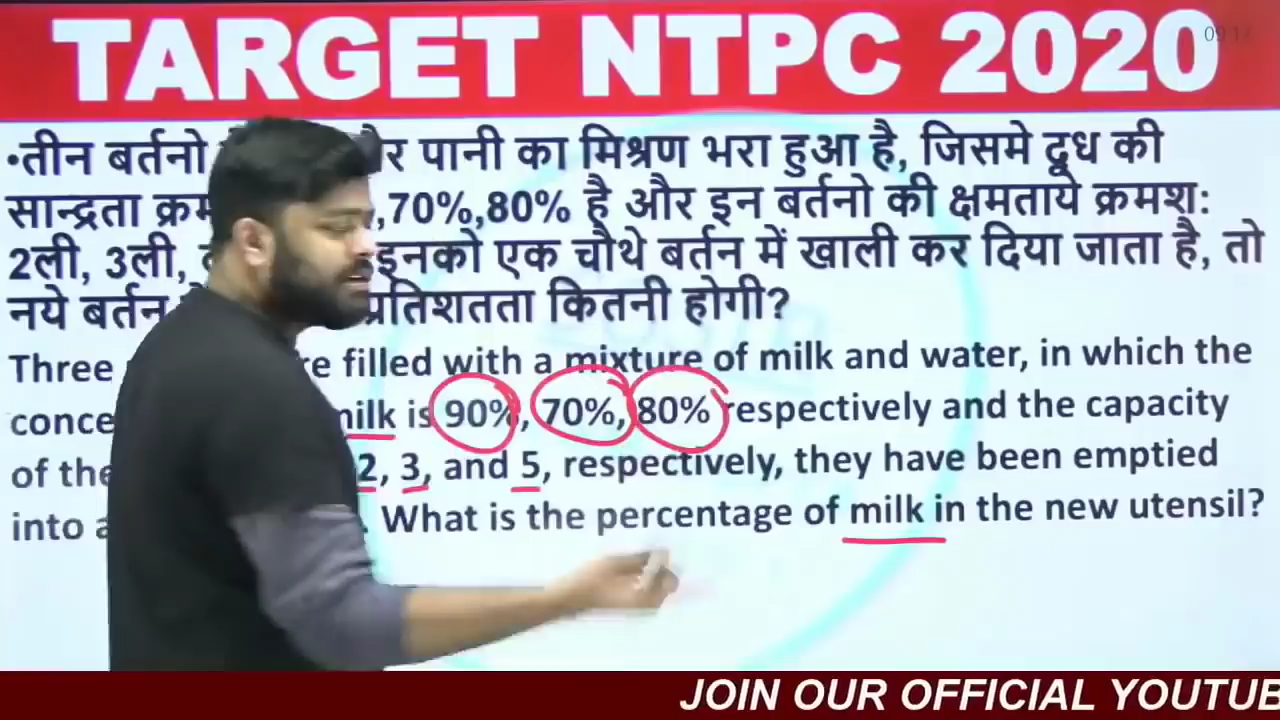 TARGET NTPC 2020
09:17
•तीन बर्तनो पानी का मिश्रण भरा हुआ है, जिसमे दूध की
सान्द्रता ,70%,80% है और इन बर्तनो की क्षमताये क्रमश:
2ली, 3ली, इनको एक चौथे बर्तन में खाली कर दिया जाता है, तो
नये बर्तन प्रतिशतता कितनी होगी?
Three filled with a mixture of milk and water, in which the
milk is 90%, 70%, 80% respectively and the capacity
of the 2, 3, and 5, respectively, they have been emptied
into What is the percentage of milk in the new utensil?
JOIN OUR OFFICIAL YOUTUB